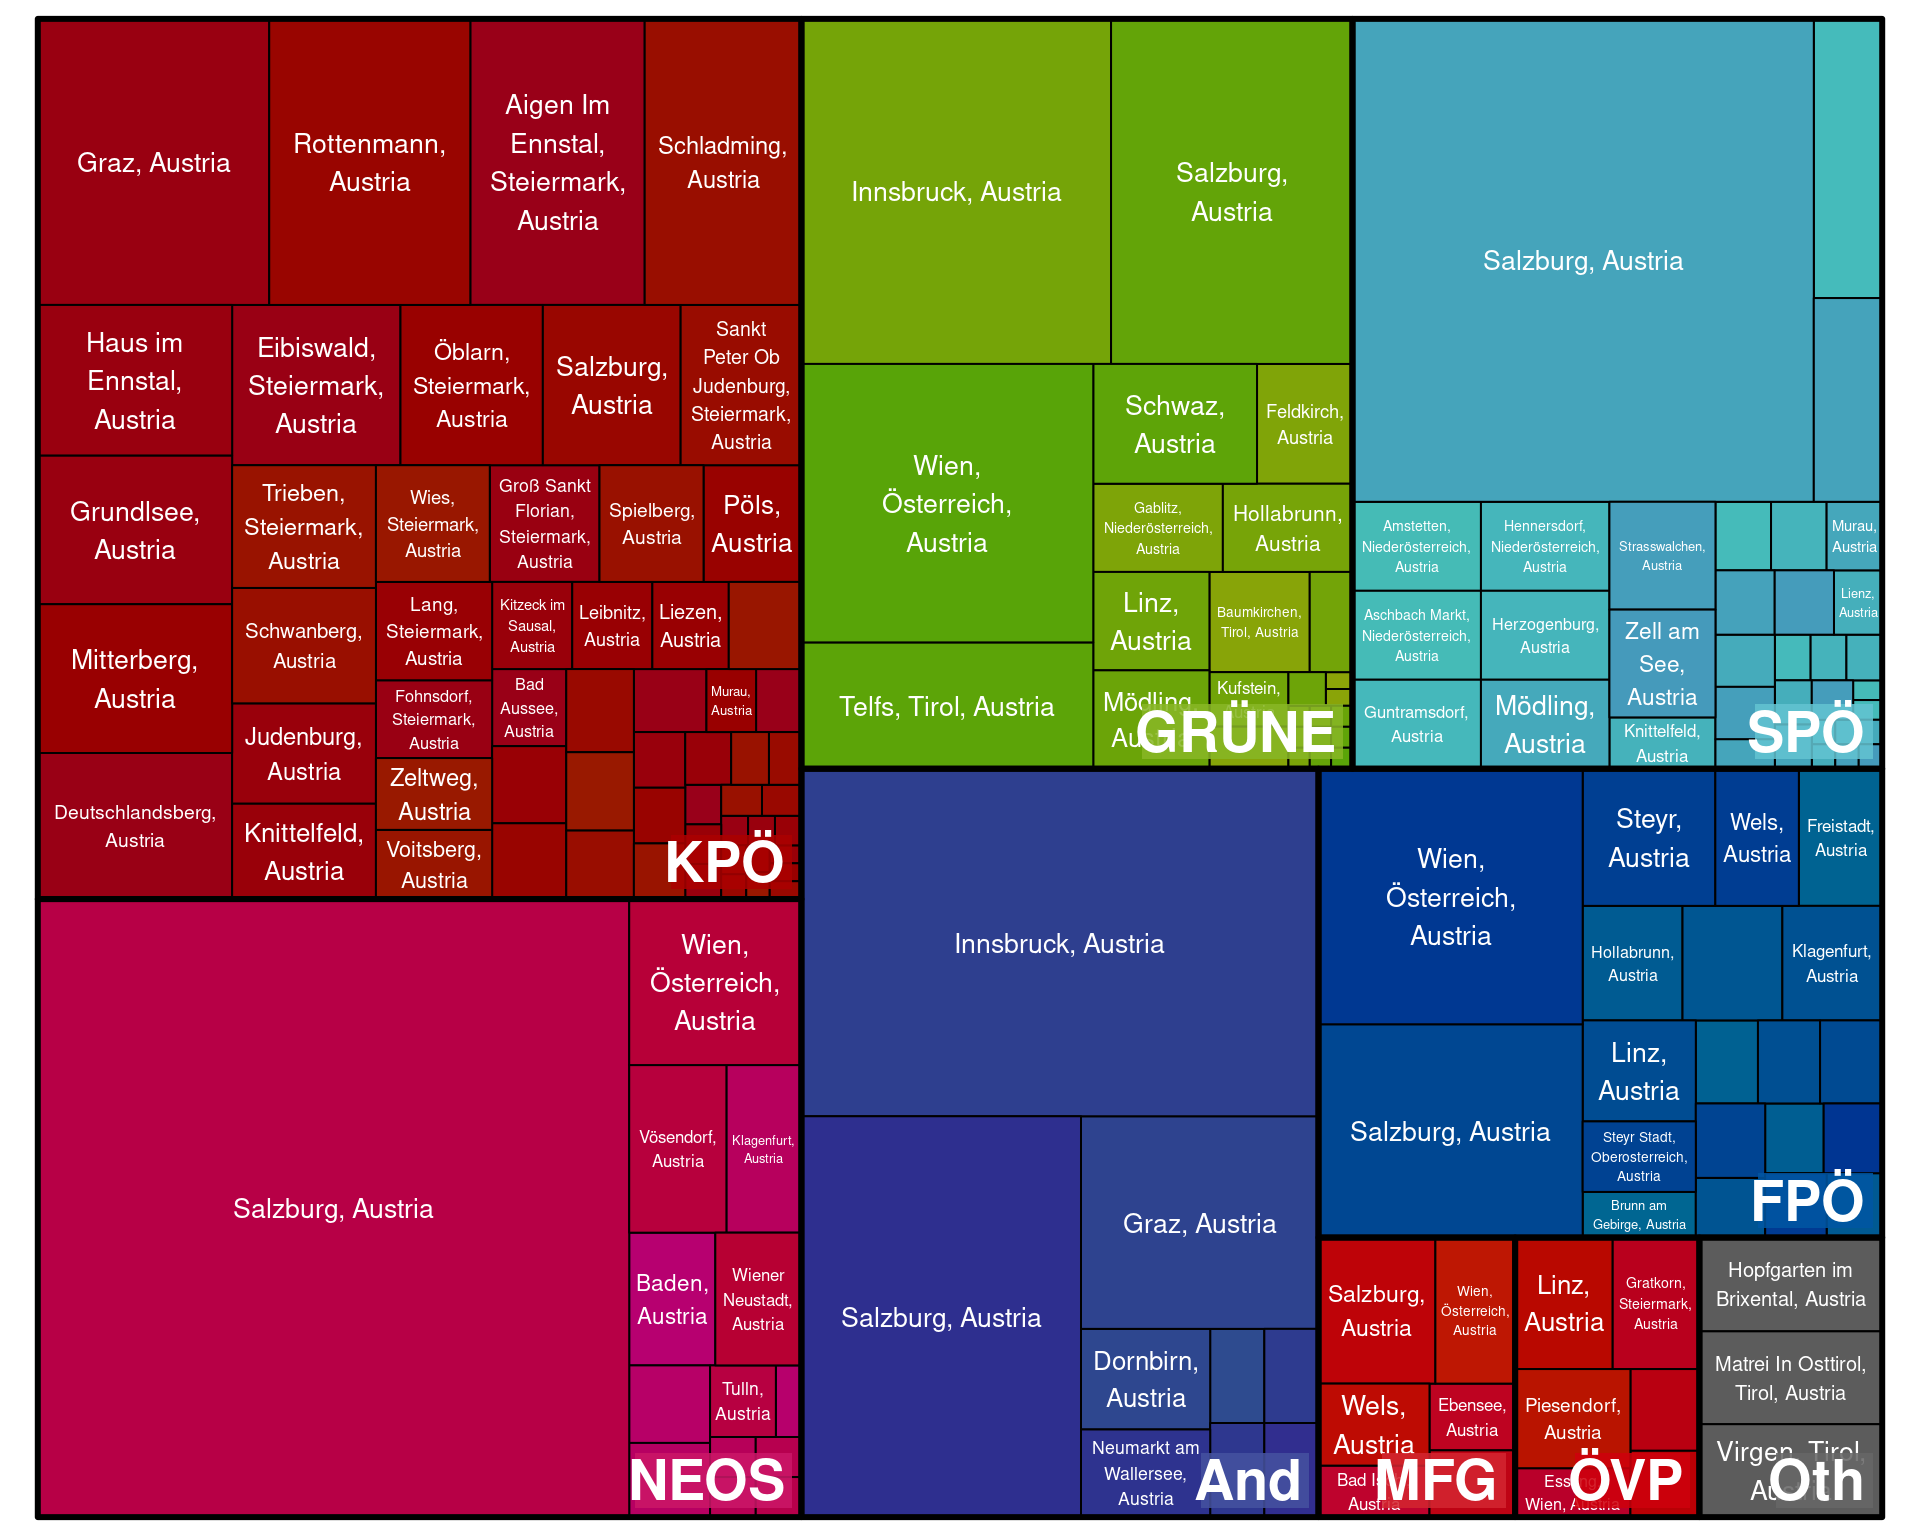 Graz, Austria
Rottenmann,
Austria
Aigen Im
Ennstal,
Steiermark,
Austria
Schladming,
Austria
Haus im
Ennstal,
Austria
Eibiswald,
Steiermark,
Austria
Öblarn,
Steiermark,
Austria
Salzburg,
Austria
Sankt
Peter Ob
Judenburg,
Steiermark,
Austria
Grundlsee,
Austria
Trieben,
Steiermark,
Austria
Wies,
Steiermark,
Austria
Groß Sankt
Florian,
Steiermark,
Austria
Spielberg,
Austria
Pöls,
Austria
Mitterberg,
Austria
Schwanberg,
Austria
Lang,
Steiermark,
Austria
Kitzeck im
Sausal,
Austria
Leibnitz,
Austria
Liezen,
Austria
Judenburg,
Austria
Fohnsdorf,
Steiermark,
Austria
Bad
Aussee,
Austria
Murau,
Austria
Deutschlandsberg,
Austria
Knittelfeld,
Austria
Zeltweg,
Austria
Voitsberg,
Austria
KPÖ
Innsbruck, Austria
Salzburg,
Austria
Wien,
Österreich,
Austria
Schwaz,
Austria
Feldkirch,
Austria
Gablitz,
Niederösterreich,
Austria
Hollabrunn,
Austria
Linz,
Austria
Baumkirchen,
Tirol, Austria
Telfs, Tirol, Austria
Mödling,
Austria
Kufstein,
GRÜNE
Salzburg, Austria
Amstetten,
Niederösterreich,
Austria
Hennersdorf,
Niederösterreich,
Austria
Strasswalchen,
Austria
Murau,
Austria
Aschbach Markt,
Niederösterreich,
Austria
Herzogenburg,
Austria
Zell am
See,
Austria
Lienz,
Austria
Guntramsdorf,
Austria
Mödling,
Austria
Knittelfeld,
Austria
SPÖ
Salzburg, Austria
Wien,
Österreich,
Austria
Vösendorf,
Austria
Klagenfurt,
Austria
Baden,
Austria
Wiener
Neustadt,
Austria
Tulln,
Austria
NEOS
Innsbruck, Austria
Salzburg, Austria
Graz, Austria
Dornbirn,
Austria
Neumarkt am
Wallersee,
Austria
And
Wien,
Österreich,
Austria
Steyr,
Austria
Wels,
Austria
Freistadt,
Austria
Hollabrunn,
Austria
Klagenfurt,
Austria
Salzburg, Austria
Linz,
Austria
Steyr Stadt,
Oberosterreich,
Austria
Brunn am
Gebirge, Austria
FPÖ
Salzburg,
Austria
Wien,
Österreich,
Austria
Wels,
Austria
Ebensee,
Austria
Bad
Austria
MFG
Linz,
Austria
Gratkorn,
Steiermark,
Austria
Piesendorf,
Austria
Wien, Austria
ÖVP
Hopfgarten im
Brixental, Austria
Matrei In Osttirol,
Tirol, Austria
Virgen, Tirol,
Austria
Oth